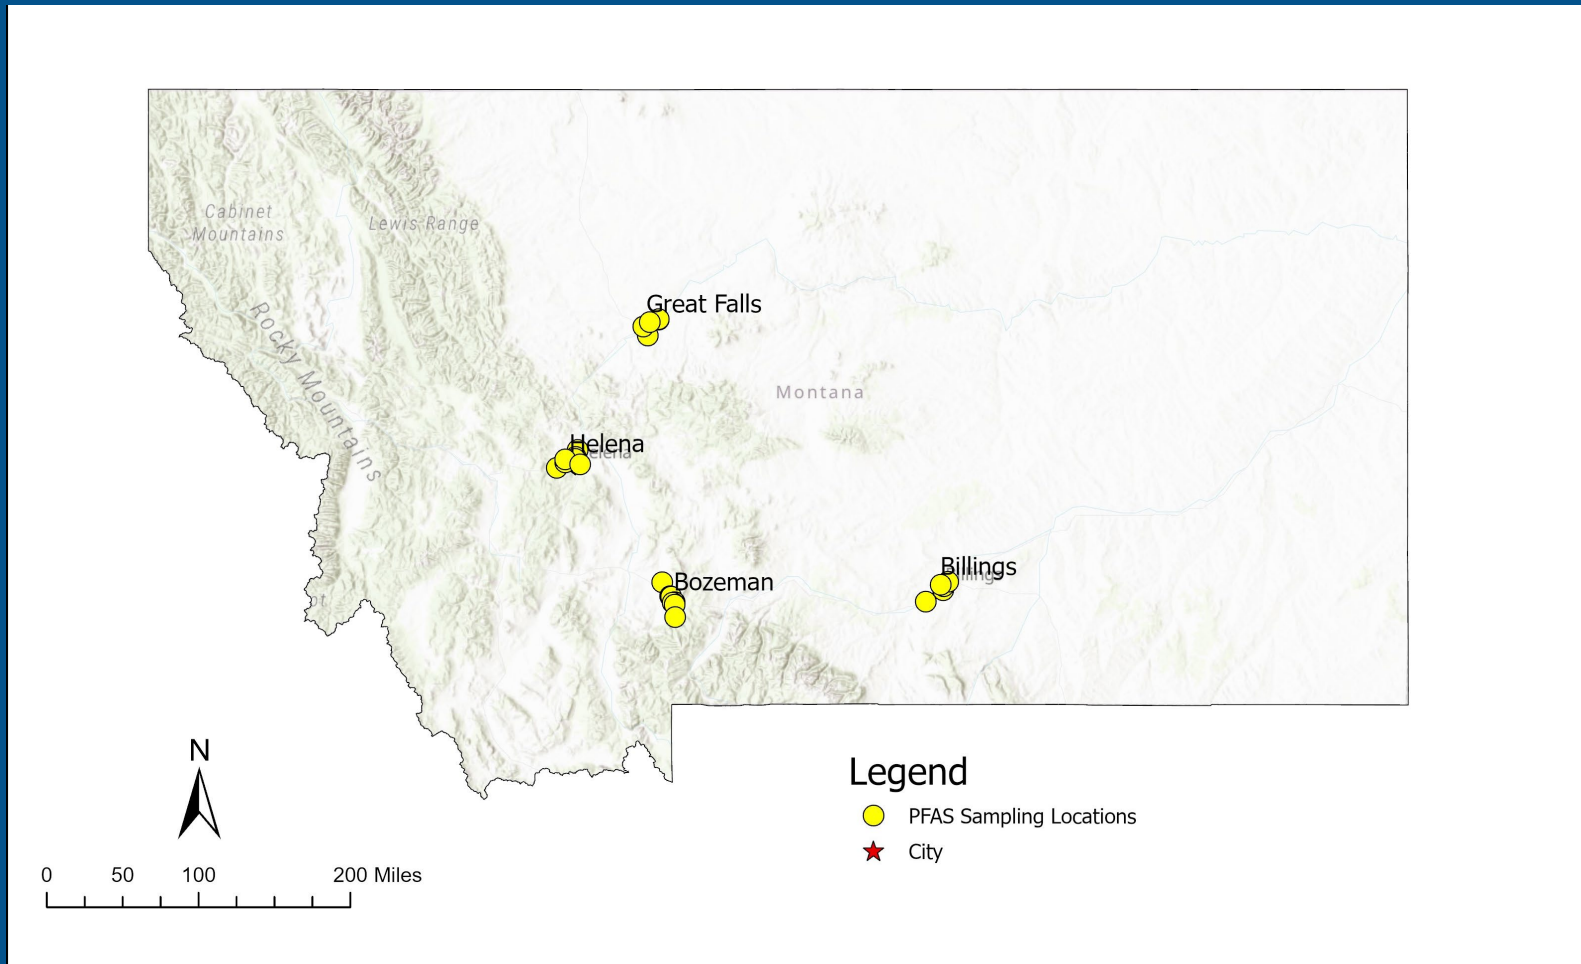 Cabinet
Mountains
Lewis Range
Rocky Mountains
Great Falls
Montana
Helena
Billings
Bozeman
N
Legend
PFAS Sampling Locations
City
0 50 100 200 Miles